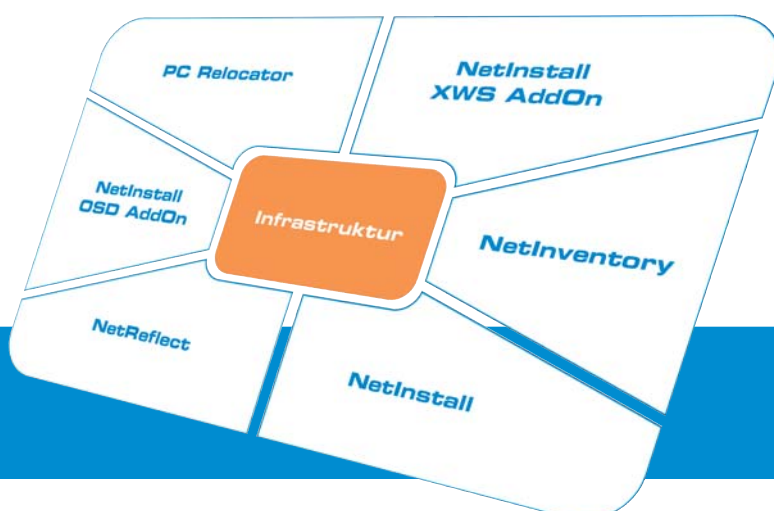 PC Relocator
NetInstall
XWS AddOn
NetInstall
OSD AddOn
Infrastruktur
NetInventory
NetReflect
NetInstall